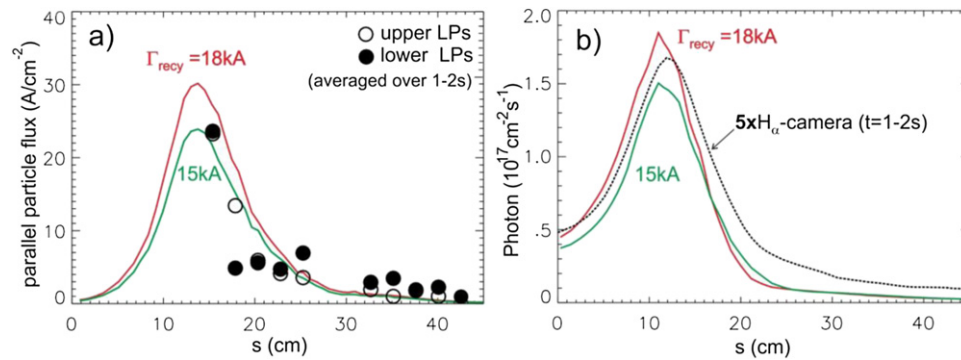 a)
Γrecy =18kA
15kA
upper LPs
lower LPs
(averaged over 1-2s)
parallel particle flux (A/cm⁻²)
40
30
20
10
0
0
10
20
30
40
s (cm)
b)
Γrecy =18kA
5xHα-camera (t=1-2s)
15kA
Photon (10¹⁷cm⁻²s⁻¹)
2.0
1.5
1.0
.5
0
0
10
20
30
40
s (cm)